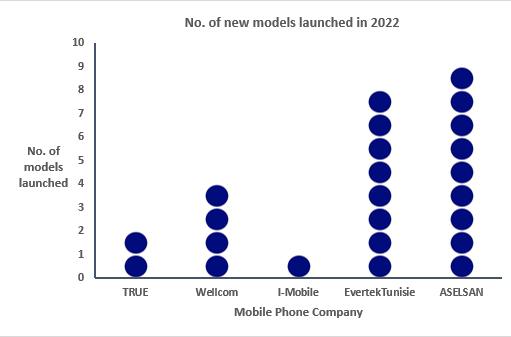 No. of new models launched in 2022
10
9
8
7
6
5
4
3
2
1
0
No. of
models
launched
TRUE Wellcom I-Mobile EvertekTunisie ASELSAN
Mobile Phone Company